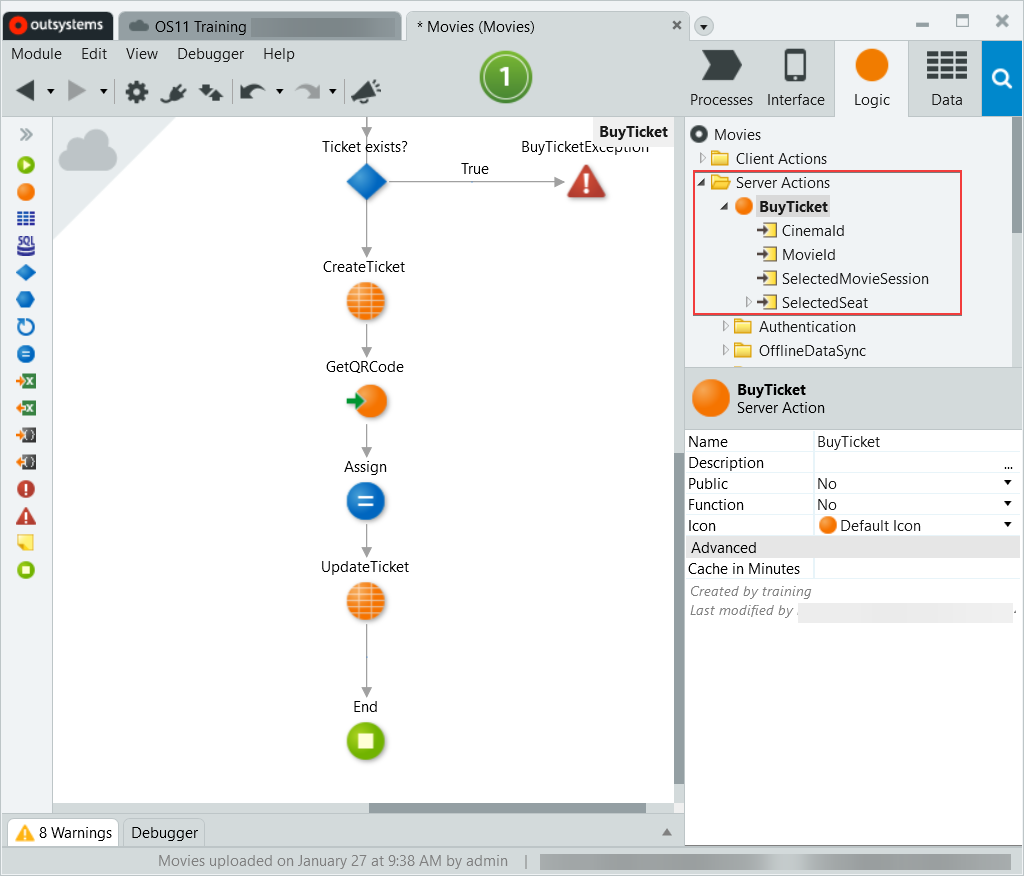 outsystems
OS11 Training
* Movies (Movies)
Module Edit View Debugger Help
1
Processes Interface Logic Data
BuyTicket
Ticket exists?
BuyTicketException
True
CreateTicket
GetQRCode
Assign
UpdateTicket
End
SQL
Movies
Client Actions
Server Actions
BuyTicket
CinemaId
MovieId
SelectedMovieSession
SelectedSeat
Authentication
OfflineDataSync
BuyTicket
Server Action
Name BuyTicket
Description ...
Public No
Function No
Icon Default Icon
Advanced
Cache in Minutes
Created by training
Last modified by
8 Warnings Debugger
Movies uploaded on January 27 at 9:38 AM by admin |